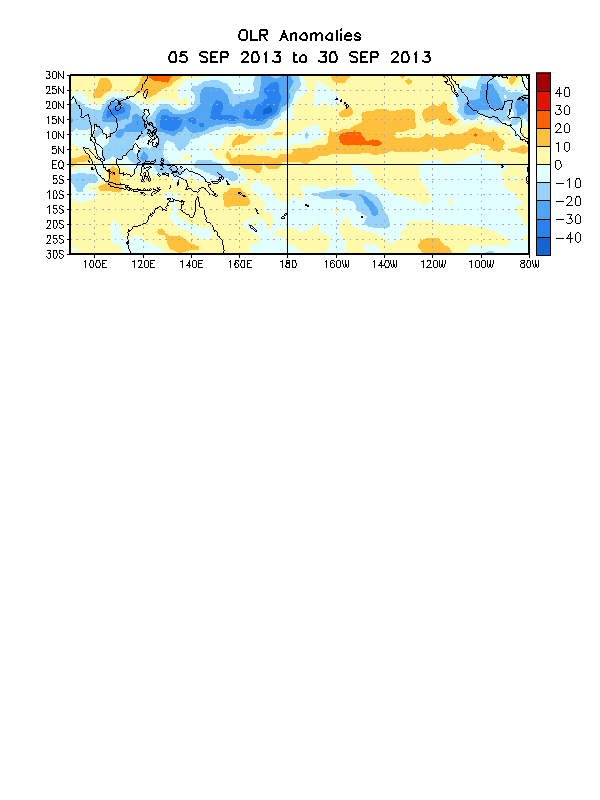 OLR Anomalies
05 SEP 2013 to 30 SEP 2013
30N
25N
20N
15N
10N
5N
EQ
5S
10S
15S
20S
25S
30S
100E 120E 140E 160E 180 160W 140W 120W 100W 80W
40
30
20
10
0
−10
−20
−30
−40